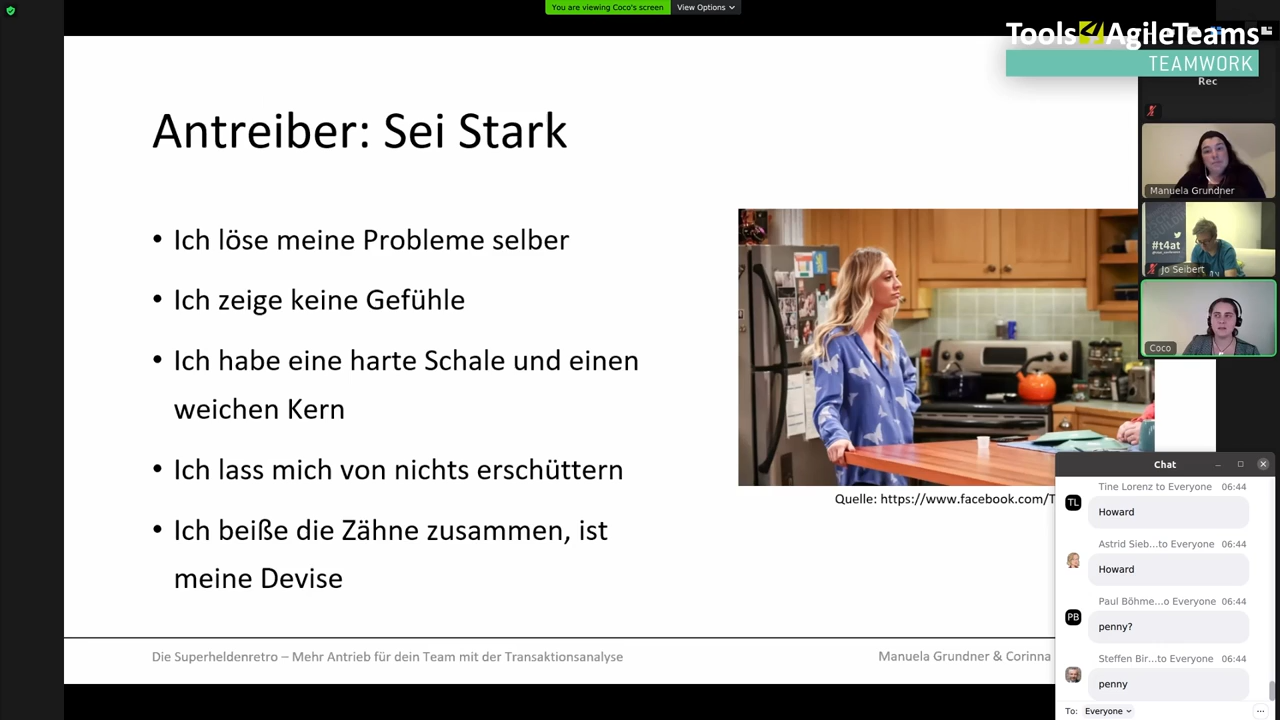 You are viewing Coco's screen
View Options
Tools4AgileTeams
TEAMWORK
Rec
Antreiber: Sei Stark
• Ich löse meine Probleme selber
• Ich zeige keine Gefühle
• Ich habe eine harte Schale und einen
weichen Kern
• Ich lass mich von nichts erschüttern
• Ich beiße die Zähne zusammen, ist
meine Devise
Quelle: https://www.facebook.com/T
Die Superheldenretro – Mehr Antrieb für dein Team mit der Transaktionsanalyse
Manuela Grundner & Corinna
Manuela Grundner
#t4at
Jo Seibert
Coco
Chat
Tine Lorenz to Everyone 06:44
TL
Howard
Astrid Sieb...to Everyone 06:44
Howard
Paul Böhme...o Everyone 06:44
PB
penny?
Steffen Bir...to Everyone 06:44
penny
To: Everyone